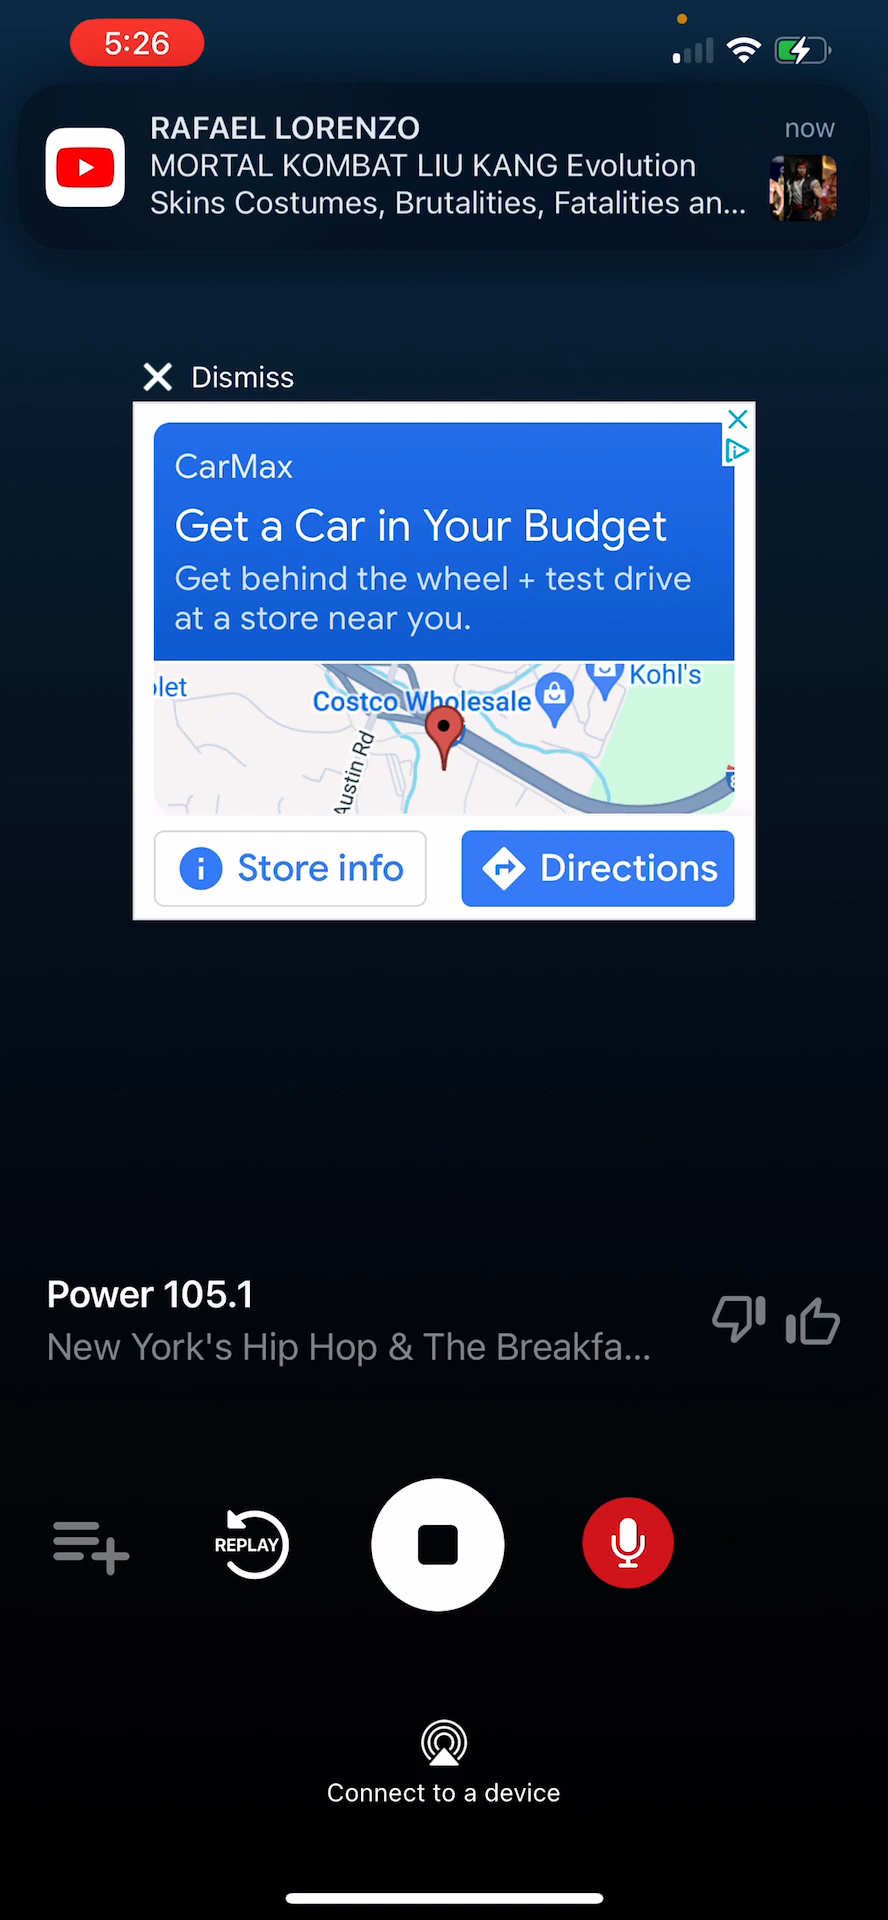 5:26
RAFAEL LORENZO
now
MORTAL KOMBAT LIU KANG Evolution
Skins Costumes, Brutalities, Fatalities an...
Dismiss
CarMax
Get a Car in Your Budget
Get behind the wheel + test drive
at a store near you.
Kohl's
olet
Costco Wholesale
Austin Rd
Store info
Directions
Power 105.1
New York's Hip Hop & The Breakfa...
REPLAY
Connect to a device